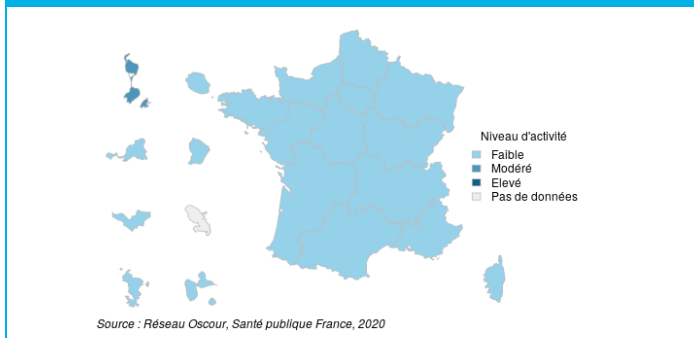 Niveau d'activité
Faible
Modéré
Elevé
Pas de données
Source : Réseau Oscour, Santé publique France, 2020